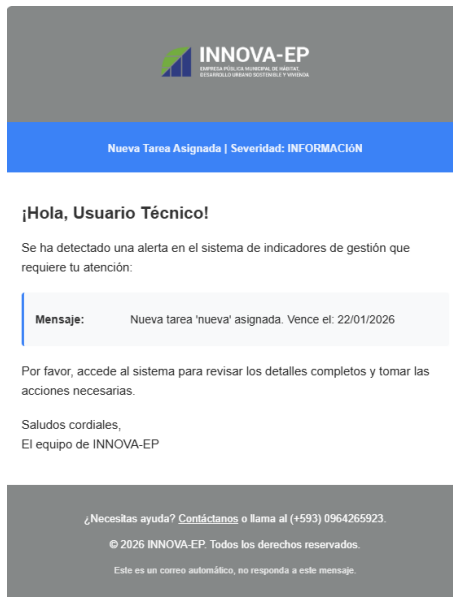 INNOVA-EP
EMPRESA PÚBLICA MUNICIPAL DE HÁBITAT,
DESARROLLO URBANO SOSTENIBLE Y VIVIENDA
Nueva Tarea Asignada | Severidad: INFORMACIóN
¡Hola, Usuario Técnico!
Se ha detectado una alerta en el sistema de indicadores de gestión que
requiere tu atención:
Mensaje: Nueva tarea 'nueva' asignada. Vence el: 22/01/2026
Por favor, accede al sistema para revisar los detalles completos y tomar las
acciones necesarias.
Saludos cordiales,
El equipo de INNOVA-EP
¿Necesitas ayuda? Contáctanos o llama al (+593) 0964265923.
© 2026 INNOVA-EP. Todos los derechos reservados.
Este es un correo automático, no responda a este mensaje.